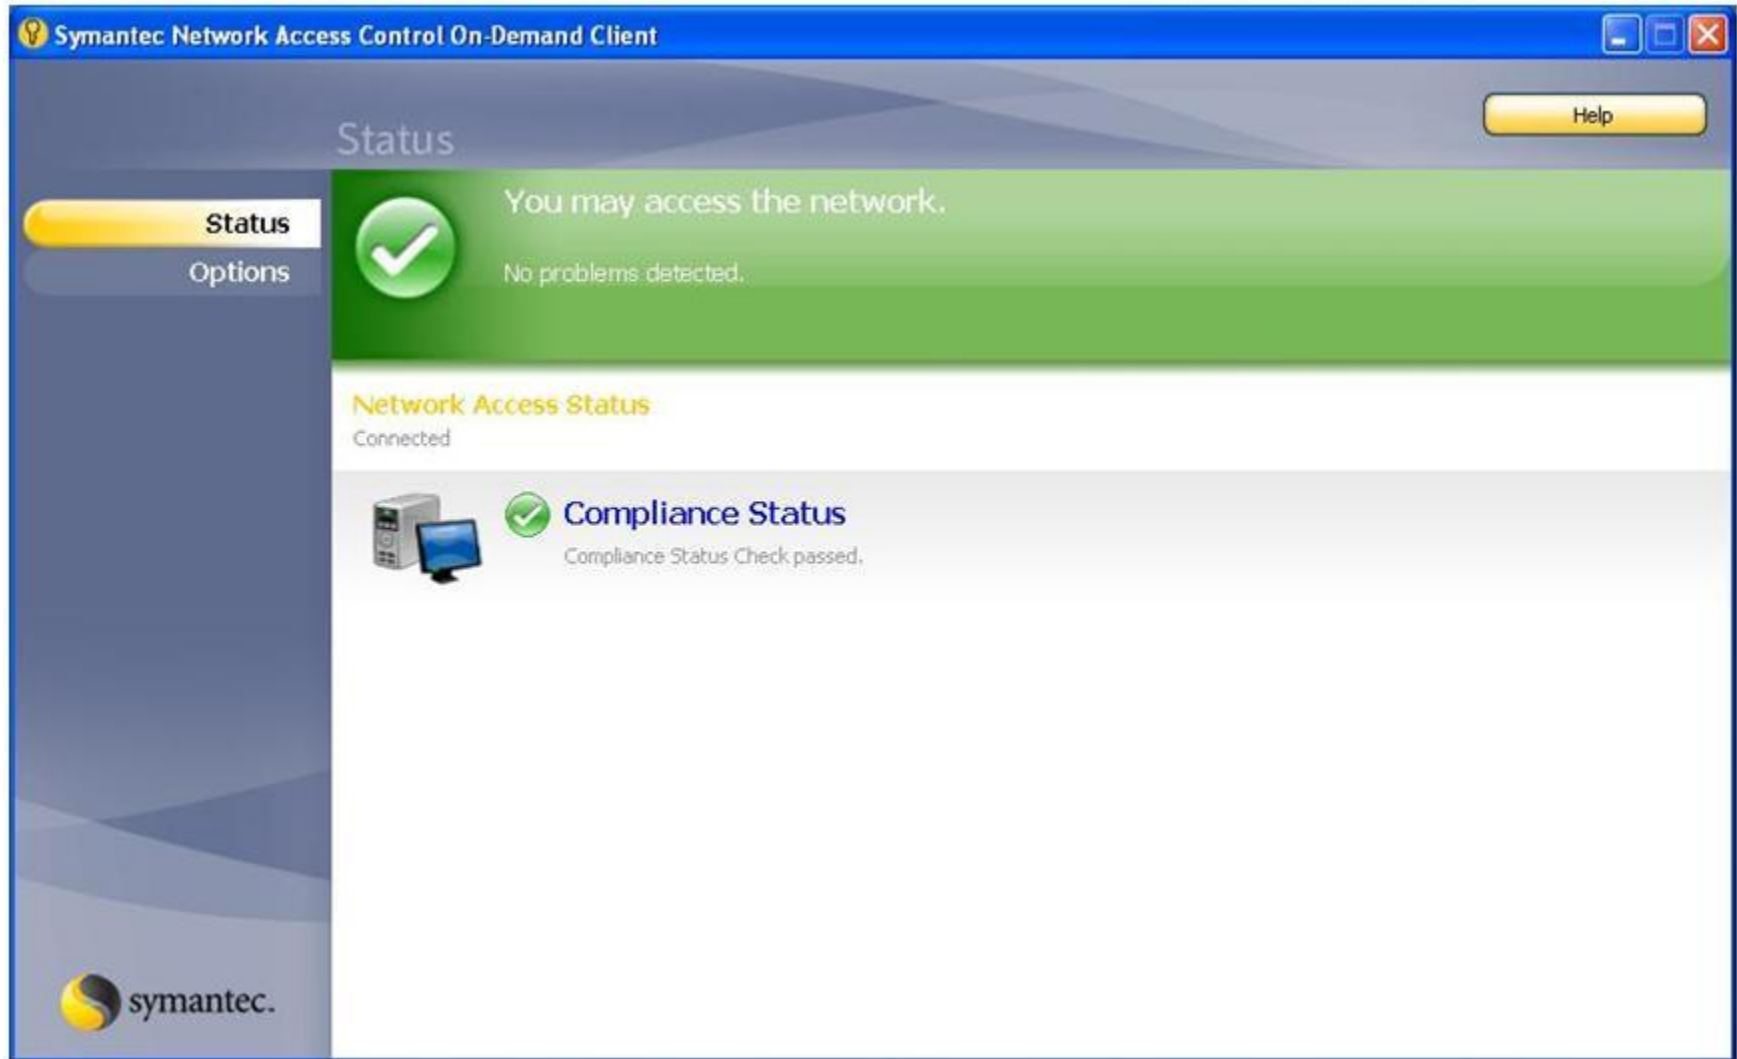 Symantec Network Access Control On-Demand Client
Help
Status
Status
Options
You may access the network.
No problems detected.
Network Access Status
Connected
Compliance Status
Compliance Status Check passed.
symantec.